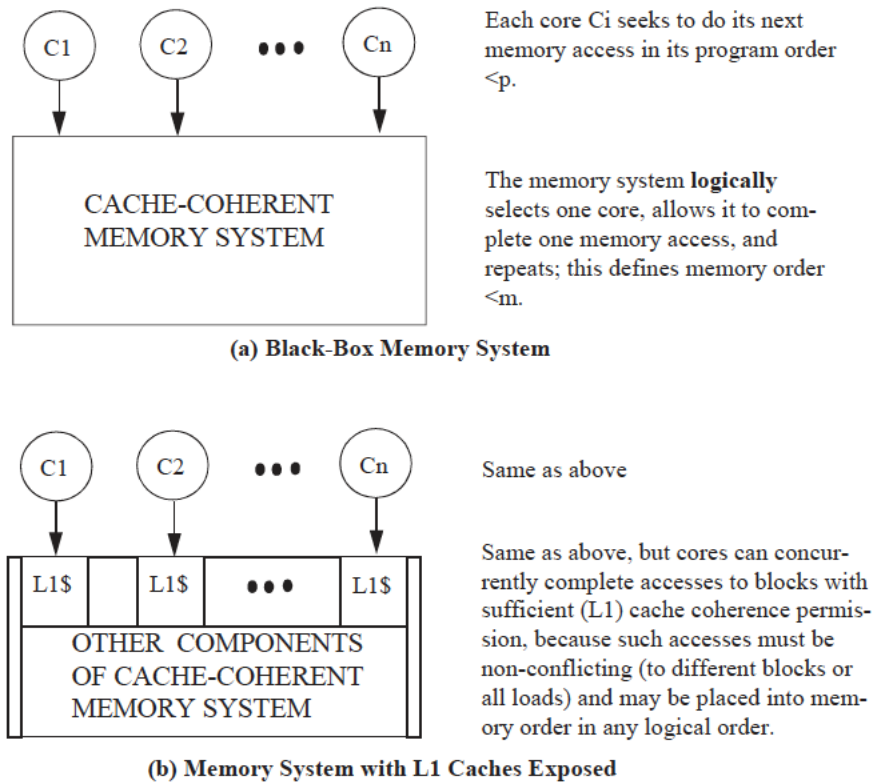 C1
C2
Cn
Each core Ci seeks to do its next
memory access in its program order
<p.
CACHE-COHERENT
MEMORY SYSTEM
The memory system logically
selects one core, allows it to com-
plete one memory access, and
repeats; this defines memory order
<m.
(a) Black-Box Memory System
C1
C2
Cn
Same as above
L1$
L1$
L1$
OTHER COMPONENTS
OF CACHE-COHERENT
MEMORY SYSTEM
Same as above, but cores can concur-
rently complete accesses to blocks with
sufficient (L1) cache coherence permis-
sion, because such accesses must be
non-conflicting (to different blocks or
all loads) and may be placed into mem-
ory order in any logical order.
(b) Memory System with L1 Caches Exposed